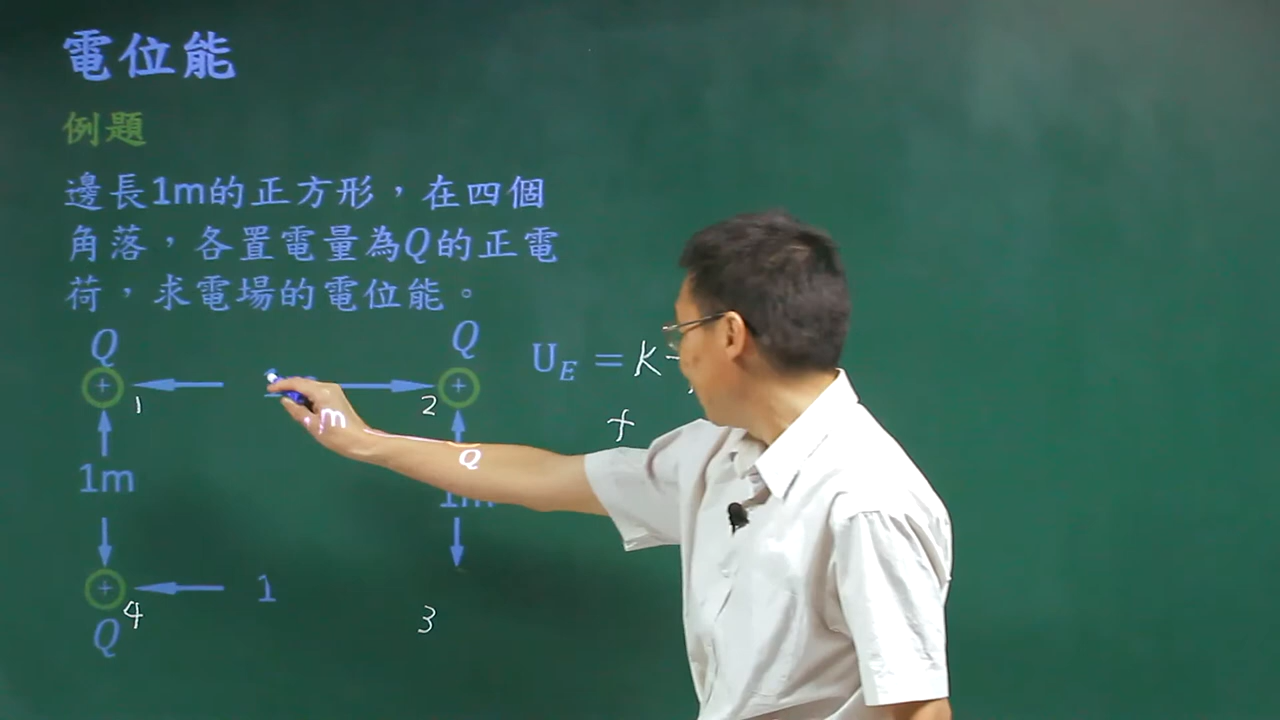 電位能
例題
邊長1m的正方形，在四個
角落，各置電量為Q的正電
荷，求電場的電位能。
Q
Q
+
+
1
2
U_E = K
+
m
Q
1m
1m
+
1
4
3
Q